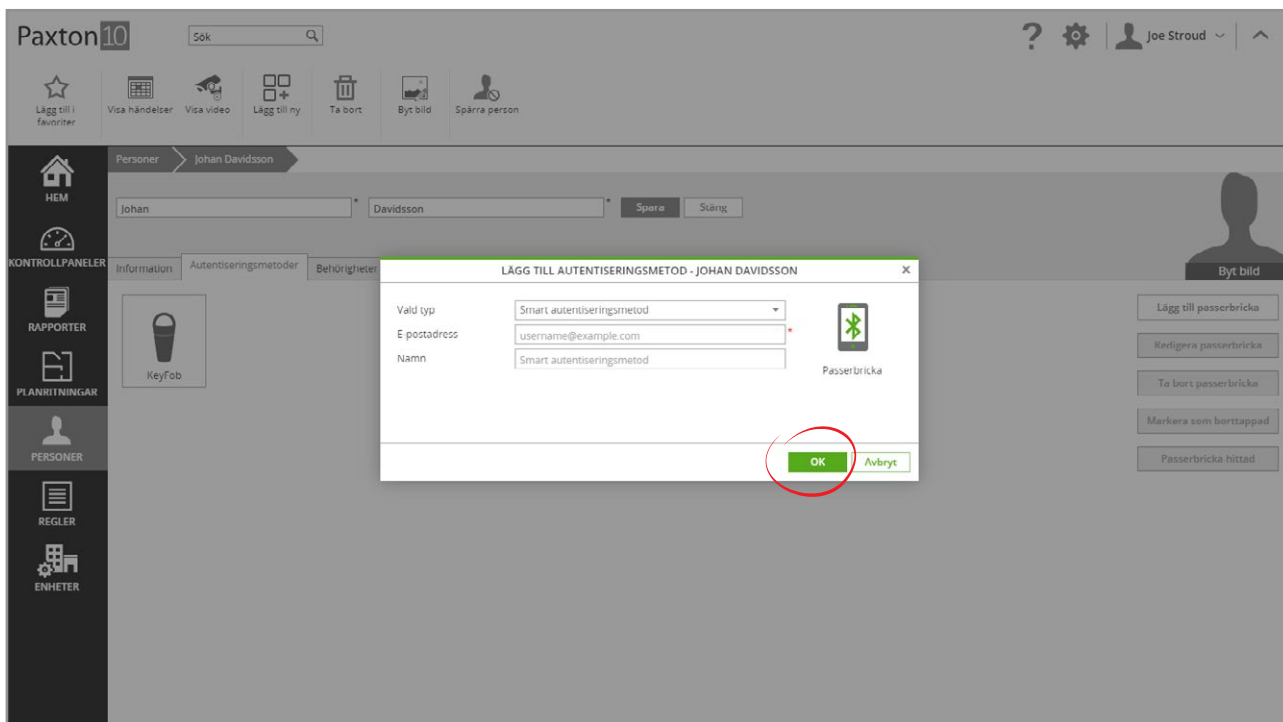 Paxton 10
Sök
Joe Stroud
Lägg till i
favoriter
Visa händelser
Visa video
Lägg till ny
Ta bort
Byt bild
Spärra person
HEM
KONTROLLPANELER
RAPPORTER
PLANRITNINGAR
PERSONER
REGLER
ENHETER
Personer
Johan Davidsson
Johan * Davidsson * Spara Stäng
Byt bild
Information Autentiseringsmetoder Behörigheter
KeyFob
LÄGG TILL AUTENTISERINGSMETOD - JOHAN DAVIDSSON x
Vald typ Smart autentiseringsmetod
E-postadress username@example.com *
Namn Smart autentiseringsmetod
Passerbricka
OK Avbryt
Lägg till passerbricka
Redigera passerbricka
Ta bort passerbricka
Markera som borttappad
Passerbricka hittad